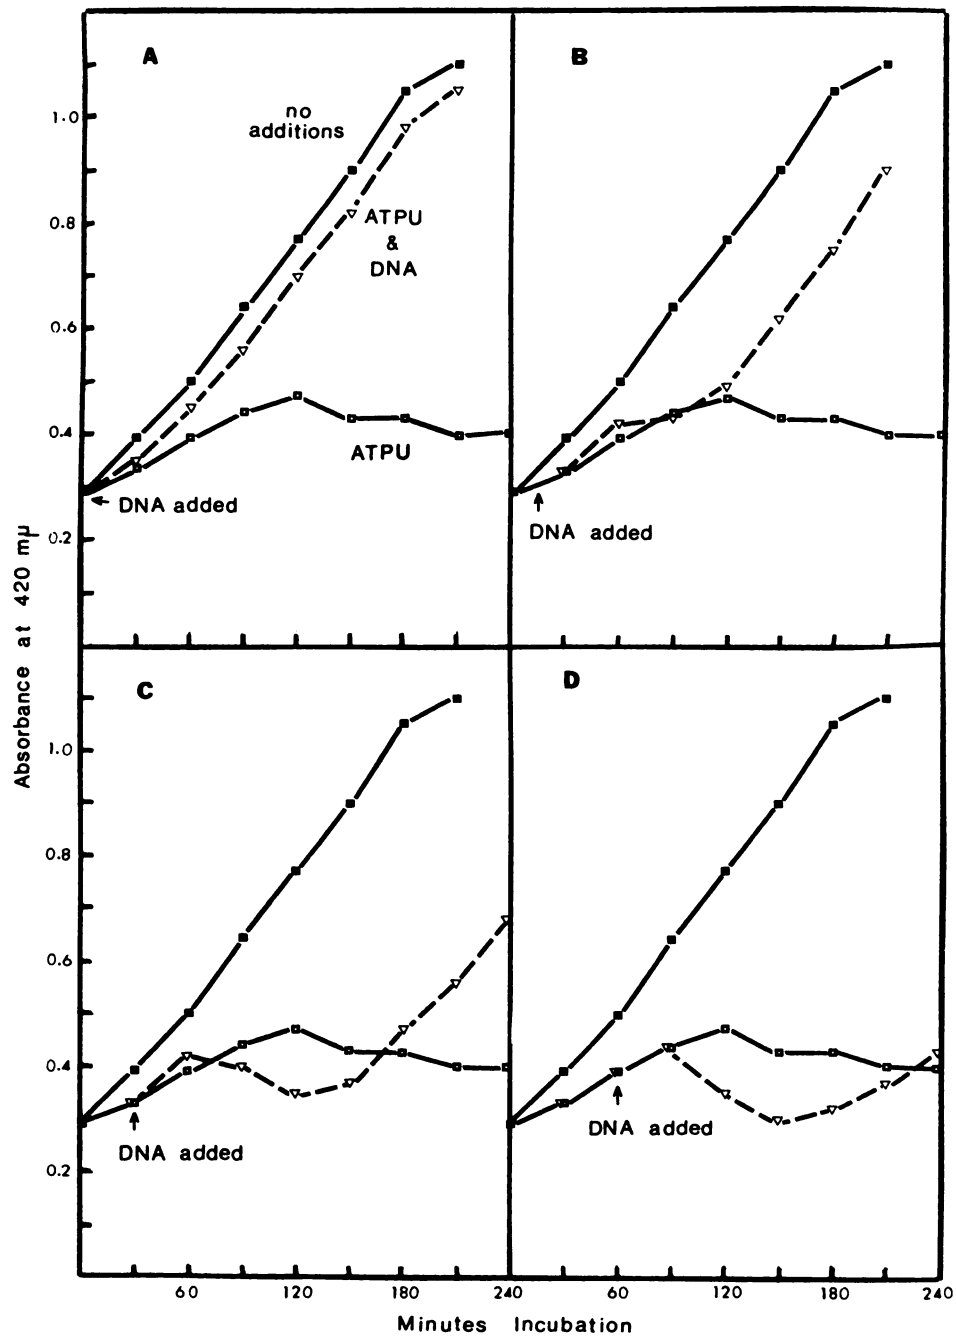 A
B
no
additions
ATPU
&
DNA
ATPU
DNA added
DNA added
1.0
0.8
0.6
0.4
0.2
Absorbance at 420 mµ
C
D
DNA added
DNA added
1.0
0.8
0.6
0.4
0.2
60 120 180 240 60 120 180 240
Minutes Incubation